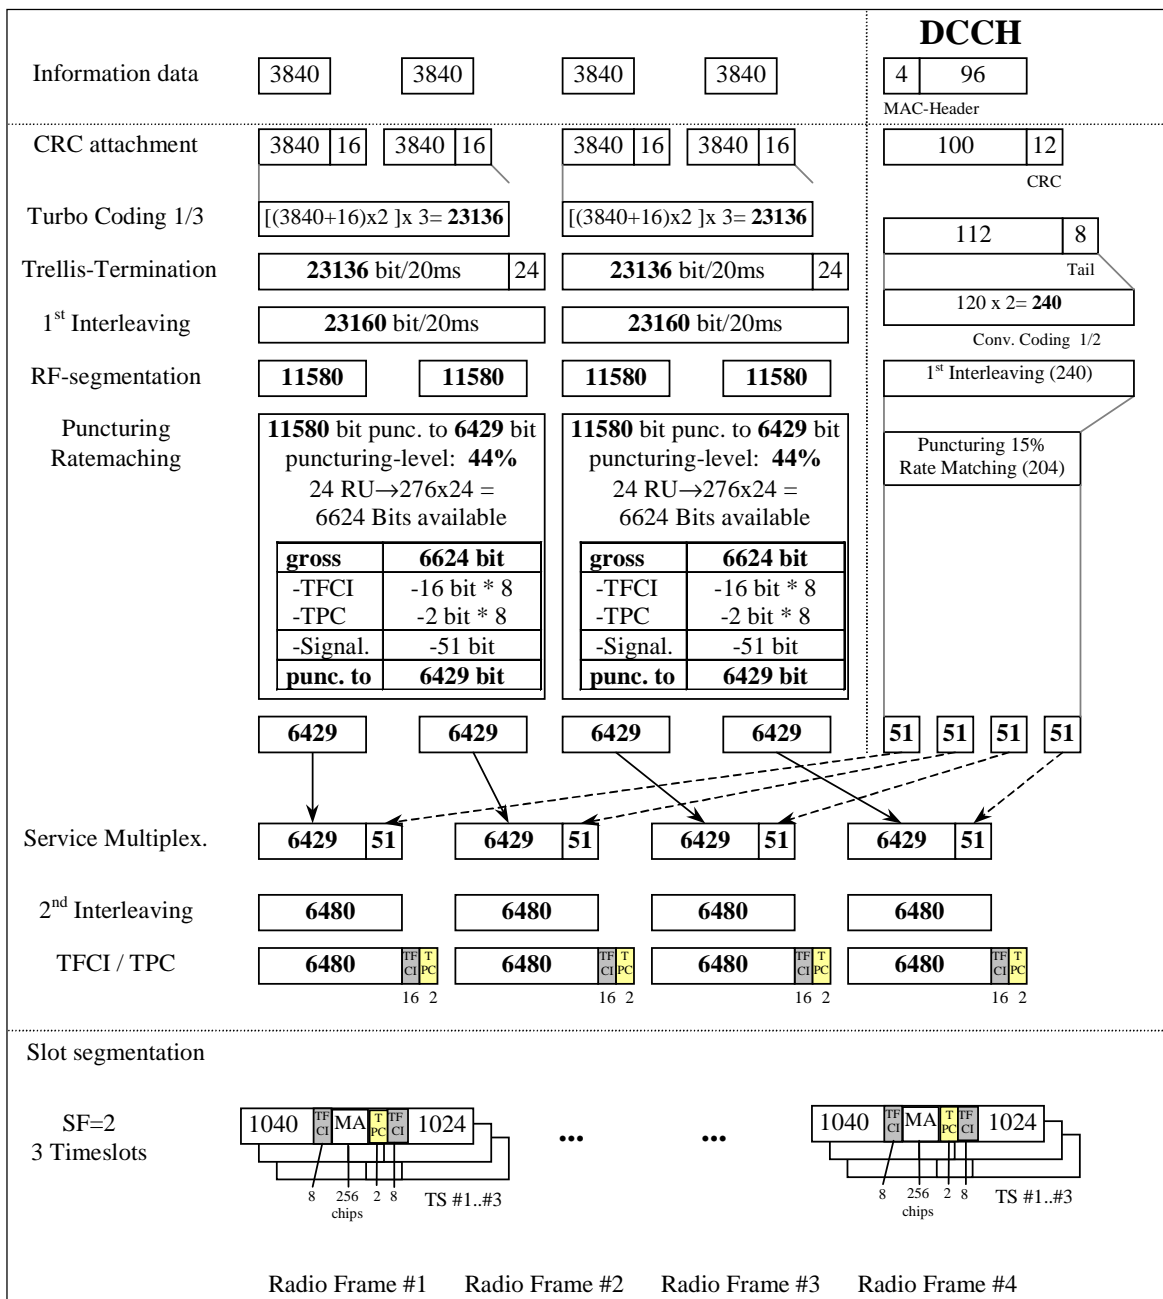 DCCH
Information data 3840 3840 3840 3840 4 96
MAC-Header
CRC attachment 3840 16 3840 16 3840 16 3840 16 100 12
CRC
Turbo Coding 1/3 [(3840+16)x2 ]x 3= 23136 [(3840+16)x2 ]x 3= 23136
112 8
Tail
Trellis-Termination 23136 bit/20ms 24 23136 bit/20ms 24
120 x 2= 240
1st Interleaving 23160 bit/20ms 23160 bit/20ms
Conv. Coding 1/2
RF-segmentation 11580 11580 11580 11580 1st Interleaving (240)
Puncturing 11580 bit punc. to 6429 bit 11580 bit punc. to 6429 bit
Ratemaching puncturing-level: 44% puncturing-level: 44%
Puncturing 15%
Rate Matching (204)
24 RU→276x24 = 24 RU→276x24 =
6624 Bits available 6624 Bits available
gross 6624 bit gross 6624 bit
-TFCI -16 bit * 8 -TFCI -16 bit * 8
-TPC -2 bit * 8 -TPC -2 bit * 8
-Signal. -51 bit -Signal. -51 bit
punc. to 6429 bit punc. to 6429 bit
6429 6429 6429 6429 51 51 51 51
Service Multiplex. 6429 51 6429 51 6429 51 6429 51
2nd Interleaving 6480 6480 6480 6480
TFCI / TPC 6480 TF CI T PC 6480 TF CI T PC 6480 TF CI T PC 6480 TF CI T PC
16 2 16 2 16 2 16 2
Slot segmentation
SF=2 1040 TF CI MA T PC TF CI 1024 ... ... 1040 TF CI MA T PC TF CI 1024
3 Timeslots
8 256 2 8 TS #1..#3 8 256 2 8 TS #1..#3
chips chips
Radio Frame #1 Radio Frame #2 Radio Frame #3 Radio Frame #4